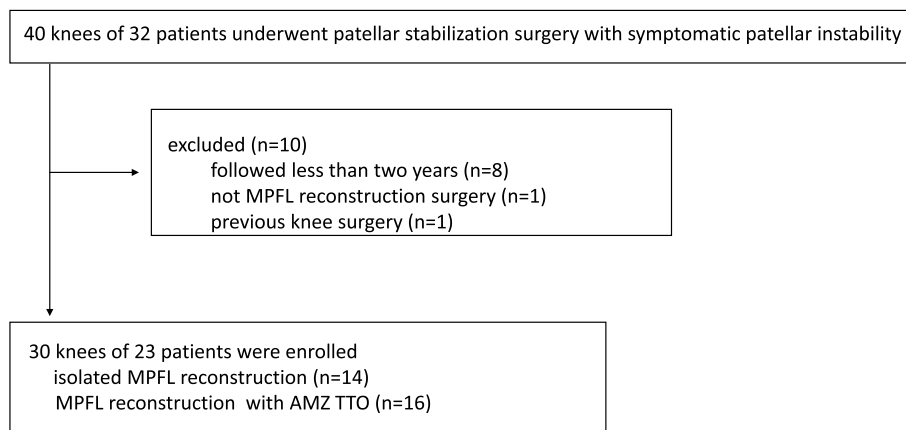 40 knees of 32 patients underwent patellar stabilization surgery with symptomatic patellar instability
excluded (n=10)
followed less than two years (n=8)
not MPFL reconstruction surgery (n=1)
previous knee surgery (n=1)
30 knees of 23 patients were enrolled
isolated MPFL reconstruction (n=14)
MPFL reconstruction  with AMZ TTO (n=16)